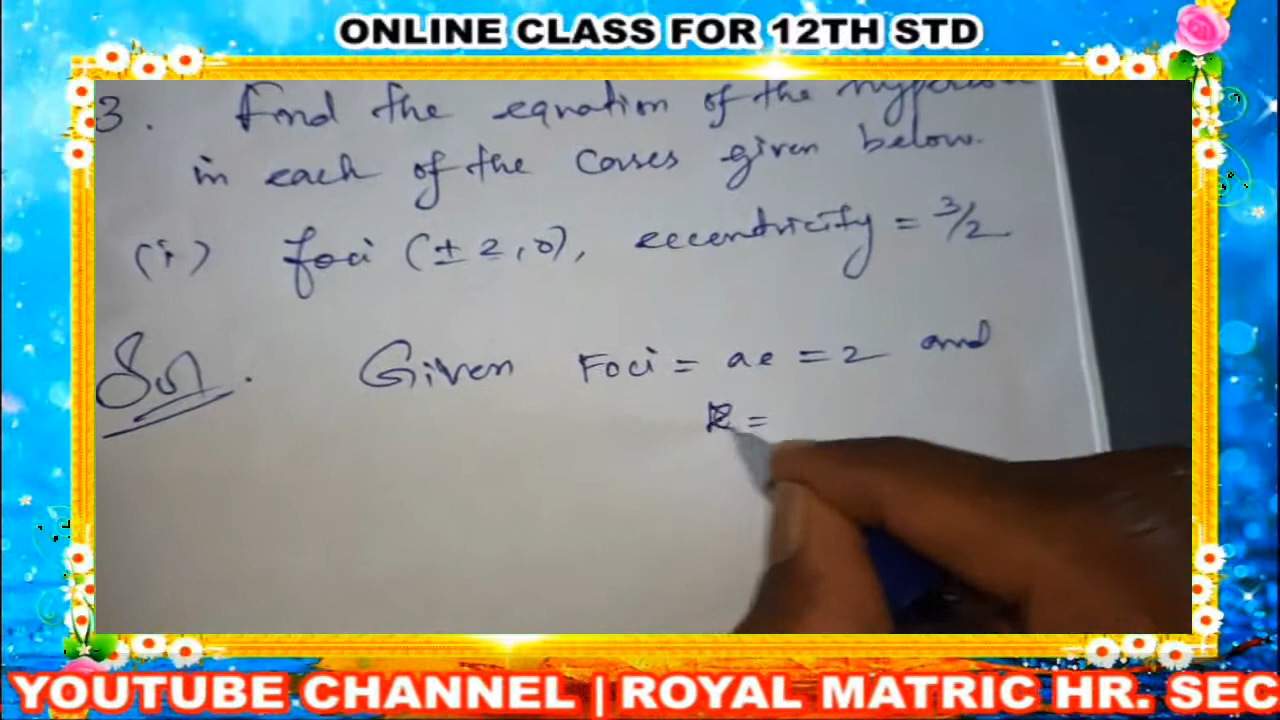 ONLINE CLASS FOR 12TH STD
3. Find the equation of the
in each of the cases given below.
(i) foci (± 2, 0), eccentricity = 3/2
Sol. Given Foci = ae = 2 and
=
YOUTUBE CHANNEL | ROYAL MATRIC HR. SEC